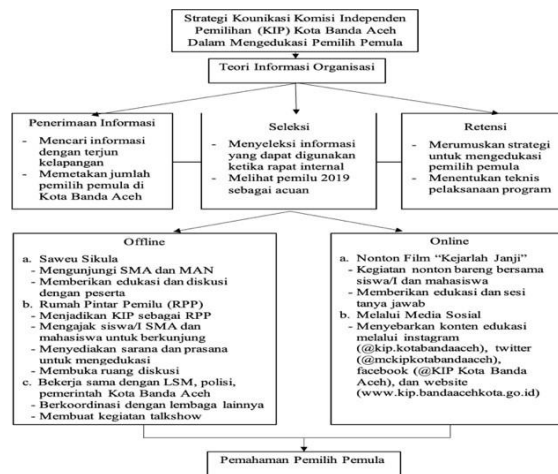 Strategi Kounikasi Komisi Independen
Pemilihan (KIP) Kota Banda Aceh
Dalam Mengedukasi Pemilih Pemula
Teori Informasi Organisasi
Penerimaan Informasi
- Mencari informasi
dengan terjun
kelapangan
- Memetakan jumlah
pemilih pemula di
Kota Banda Aceh
Seleksi
- Menyeleksi informasi
yang dapat digunakan
ketika rapat internal
- Melihat pemilu 2019
sebagai acuan
Retensi
- Merumuskan strategi
untuk mengedukasi
pemilih pemula
- Menentukan teknis
pelaksanaan program
Offline
a. Saweu Sikula
- Mengunjungi SMA dan MAN
- Memberikan edukasi dan diskusi
dengan peserta
b. Rumah Pintar Pemilu (RPP)
- Menjadikan KIP sebagai RPP
- Mengajak siswa/I SMA dan
mahasiswa untuk berkunjung
- Menyediakan sarana dan prasana
untuk mengedukasi
- Membuka ruang diskusi
c. Bekerja sama dengan LSM, polisi,
pemerintah Kota Banda Aceh
- Berkoordinasi dengan lembaga lainnya
- Membuat kegiatan talkshow
Online
a. Nonton Film “Kejarlah Janji”
- Kegiatan nonton bareng bersama
siswa/I dan mahasiswa
- Memberikan edukasi dan sesi
tanya jawab
b. Melalui Media Sosial
- Menyebarkan konten edukasi
melalui instagram
(@kip.kotabandaaceh), twitter
(@mckipkotabandaaceh),
facebook (@KIP Kota Banda
Aceh), dan website
(www.kip.bandaacehkota.go.id)
Pemahaman Pemilih Pemula